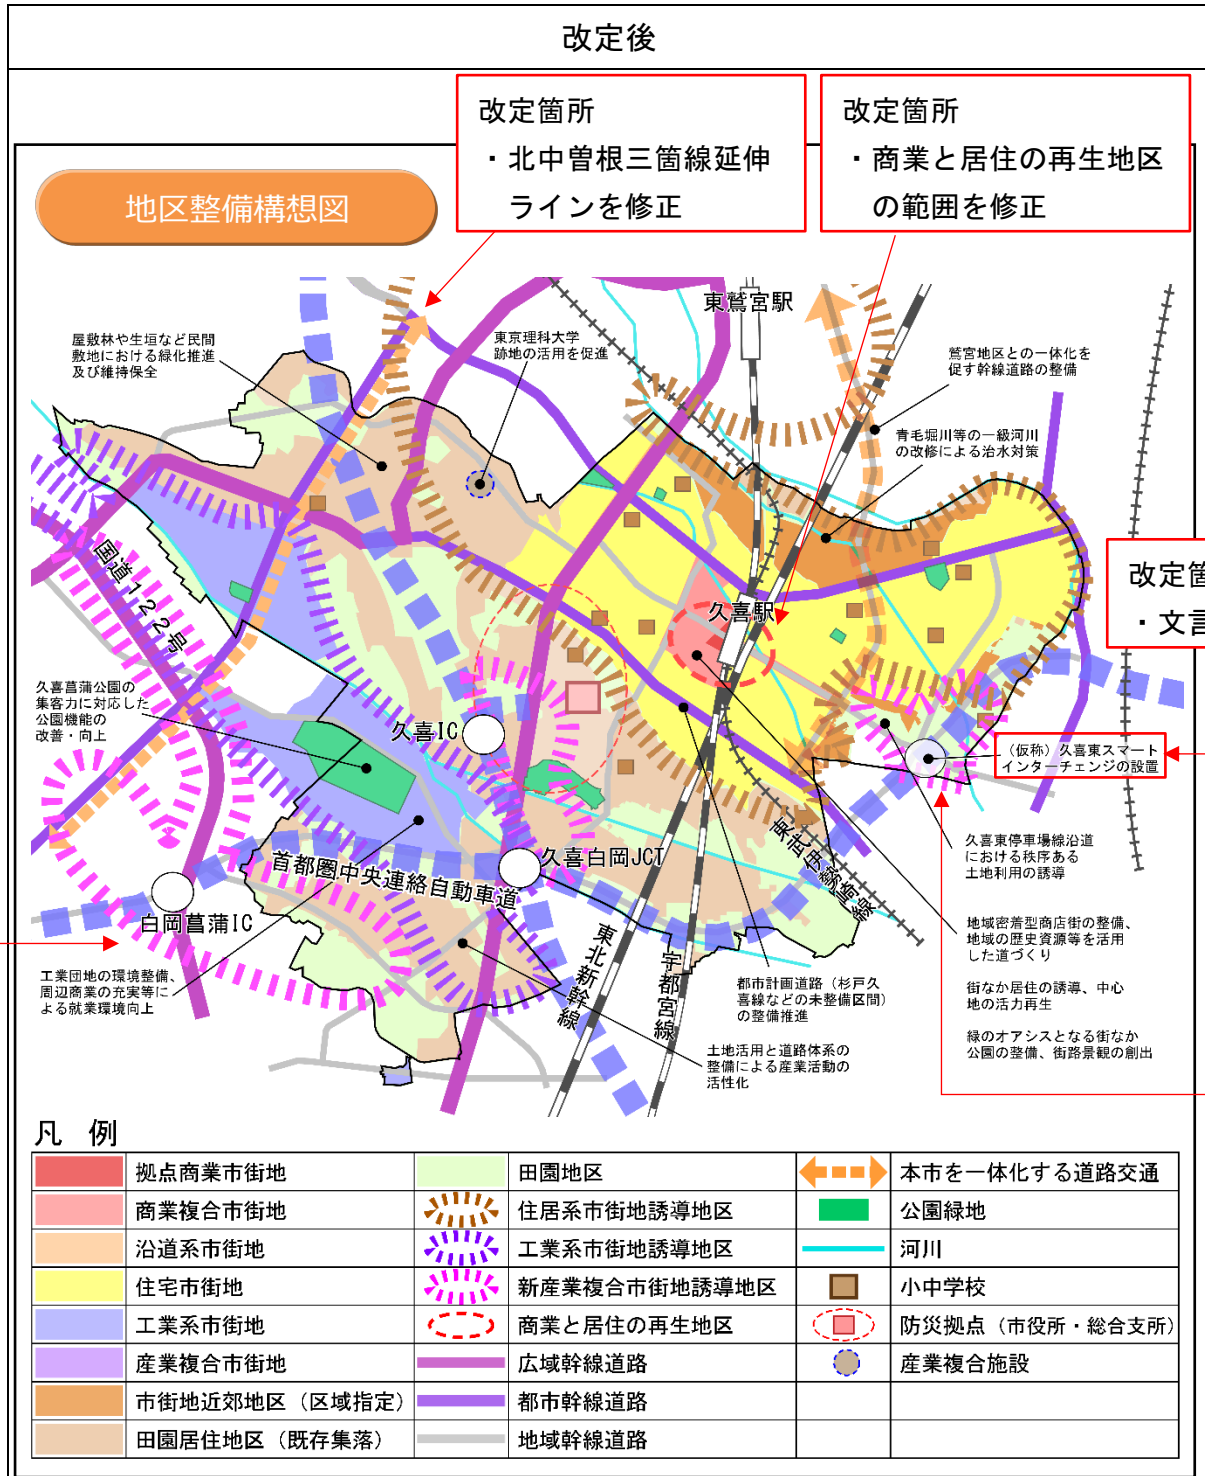 改定後
改定箇所
・北中曽根三箇線延伸
ラインを修正
改定箇所
・商業と居住の再生地区
の範囲を修正
地区整備構想図
東鷲宮駅
屋敷林や生垣など民間
敷地における緑化推進
及び維持保全
東京理科大学
跡地の活用を促進
鷲宮地区との一体化を
促す幹線道路の整備
青毛堀川等の一級河川
の改修による治水対策
国道122号
改定箇
・文言
久喜駅
久喜菖蒲公園の
集客力に対応した
公園機能の
改善・向上
久喜IC
（仮称）久喜東スマート
インターチェンジの設置
久喜白岡JCT
東武伊勢崎線
首都圏中央連絡自動車道
白岡菖蒲IC
久喜東停車場線沿道
における秩序ある
土地利用の誘導
地域密着型商店街の整備、
地域の歴史資源等を活用
した道づくり
街なか居住の誘導、中心
地の活力再生
緑のオアシスとなる街なか
公園の整備、街路景観の創出
工業団地の環境整備、
周辺商業の充実等に
よる就業環境向上
東北新幹線
宇都宮線
都市計画道路（杉戸久
喜線などの未整備区間）
の整備推進
土地活用と道路体系の
整備による産業活動の
活性化
凡 例
拠点商業市街地
田園地区
本市を一体化する道路交通
商業複合市街地
住居系市街地誘導地区
公園緑地
沿道系市街地
工業系市街地誘導地区
河川
住宅市街地
新産業複合市街地誘導地区
小中学校
工業系市街地
商業と居住の再生地区
防災拠点（市役所・総合支所）
産業複合市街地
広域幹線道路
産業複合施設
市街地近郊地区（区域指定）
都市幹線道路
田園居住地区（既存集落）
地域幹線道路